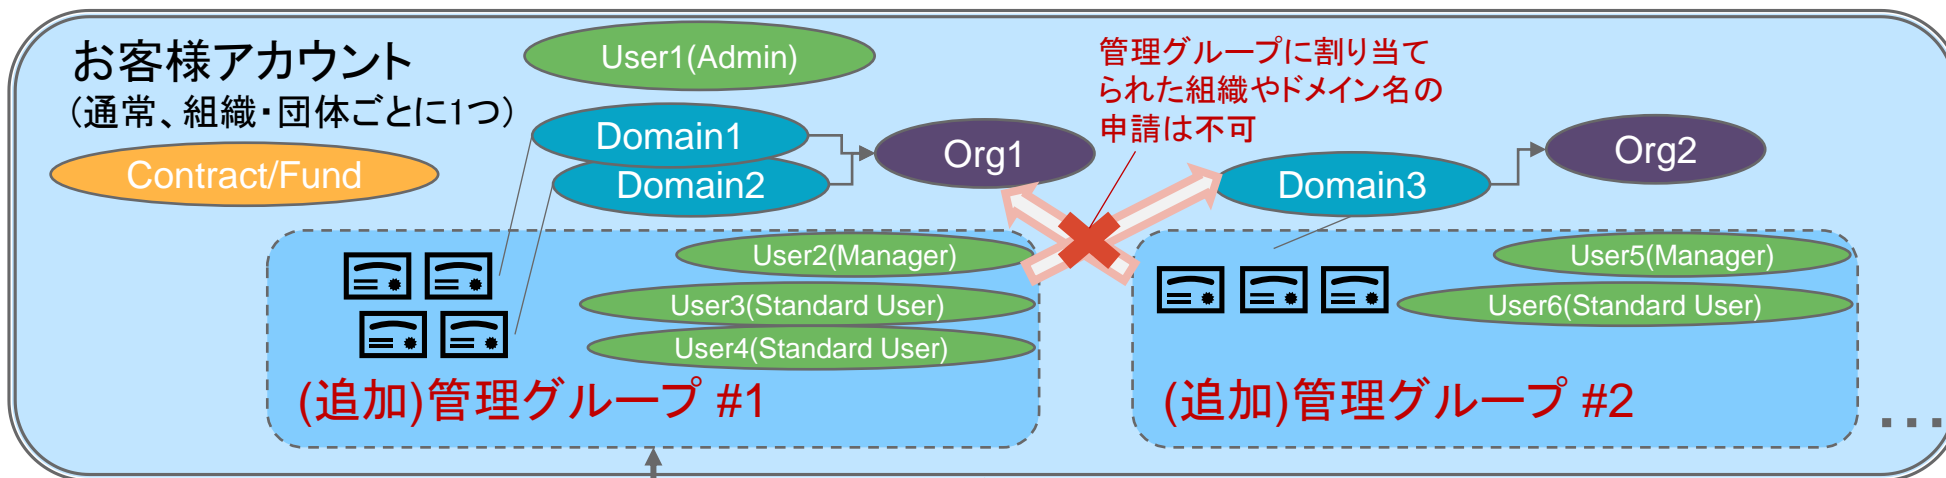 お客様アカウント
(通常、組織・団体ごとに1つ)
Contract/Fund
User1(Admin)
Domain1
Domain2
Org1
管理グループに割り当て
られた組織やドメイン名の
申請は不可
Domain3
Org2
User2(Manager)
User3(Standard User)
User4(Standard User)
(追加)管理グループ #1
User5(Manager)
User6(Standard User)
(追加)管理グループ #2
...